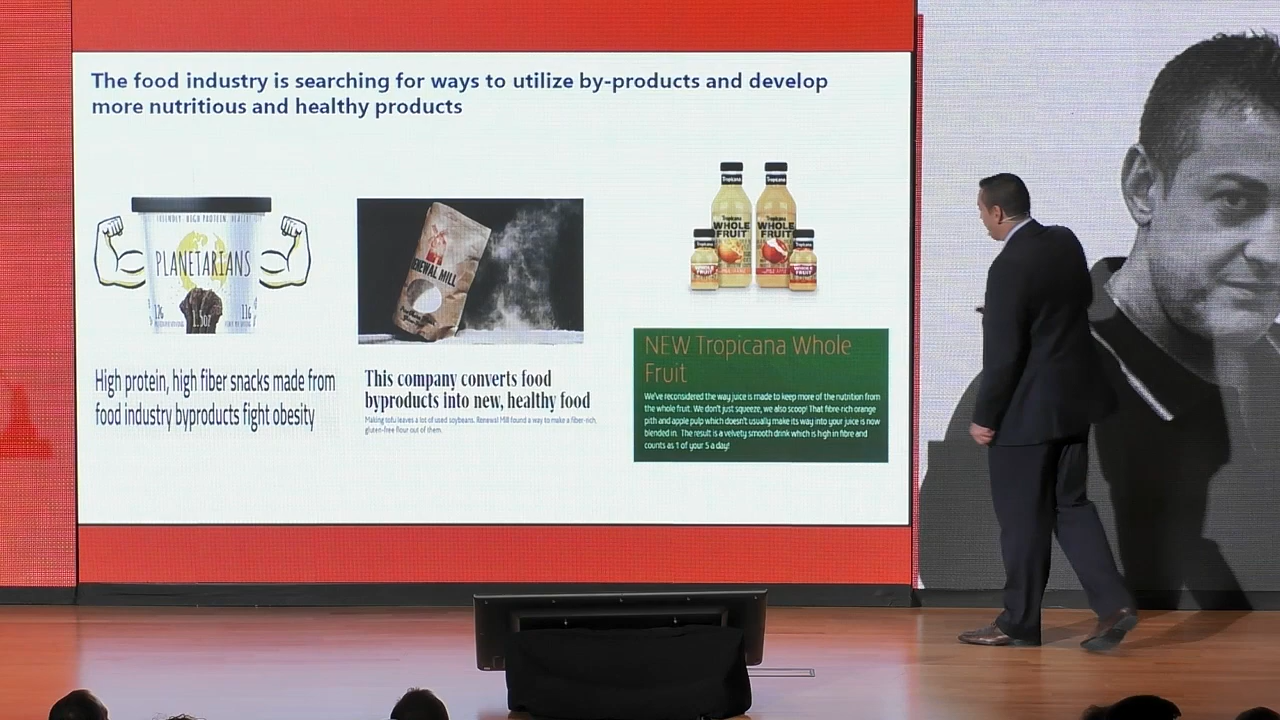 The food industry is searching for ways to utilize by-products and develop
more nutritious and healthy products
PLANETARIANS
1.5oz
High protein, high fiber snacks made from
food industry byproducts fight obesity
RENEWAL MILL
This company converts food
byproducts into new, healthy food
Making tofu leaves a lot of used soybeans. Renewal Mill found a way to make a fiber-rich,
gluten-free flour out of them.
Tropicana Tropicana
Tropicana Tropicana
WHOLE WHOLE
FRUIT FRUIT
NEW Tropicana Whole
Fruit
We've reconsidered the way juice is made to keep more of the nutrition from
the whole fruit. We don't just squeeze, we also scoop! That fibre-rich orange
pith and apple pulp which doesn't usually make its way into your juice is now
blended in. The result is a velvety smooth drink which is high in fibre and
counts as 1 of your 5 a day!